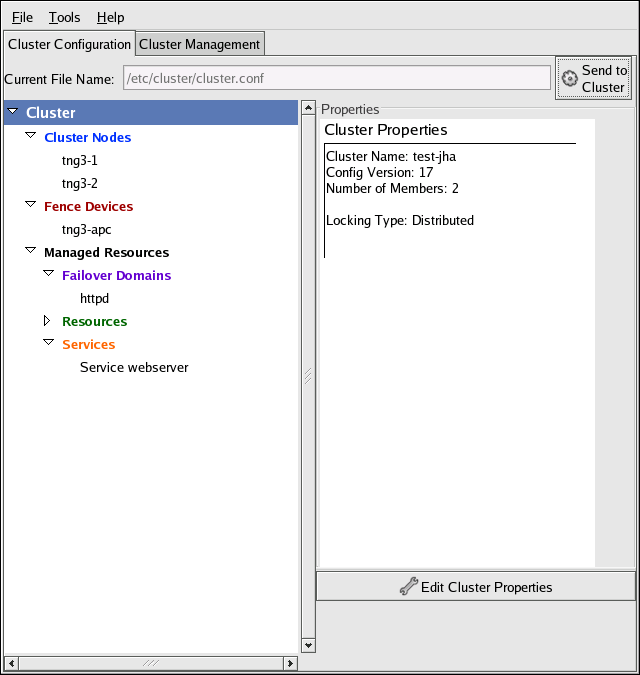 File Tools Help
Cluster Configuration Cluster Management
Current File Name: /etc/cluster/cluster.conf
Send to
Cluster
Cluster
Cluster Nodes
tng3-1
tng3-2
Fence Devices
tng3-apc
Managed Resources
Failover Domains
httpd
Resources
Services
Service webserver
Properties
Cluster Properties
Cluster Name: test-jha
Config Version: 17
Number of Members: 2
Locking Type: Distributed
Edit Cluster Properties